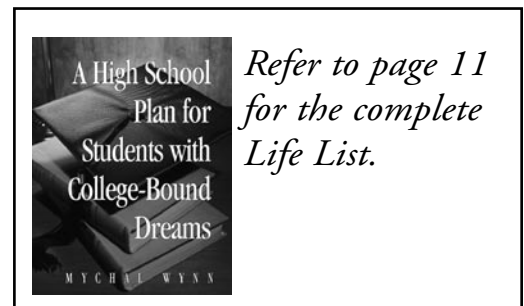 A High School
Plan for
Students with
College-Bound
Dreams
MYCHAL WYNN
Refer to page 11
for the complete
Life List.